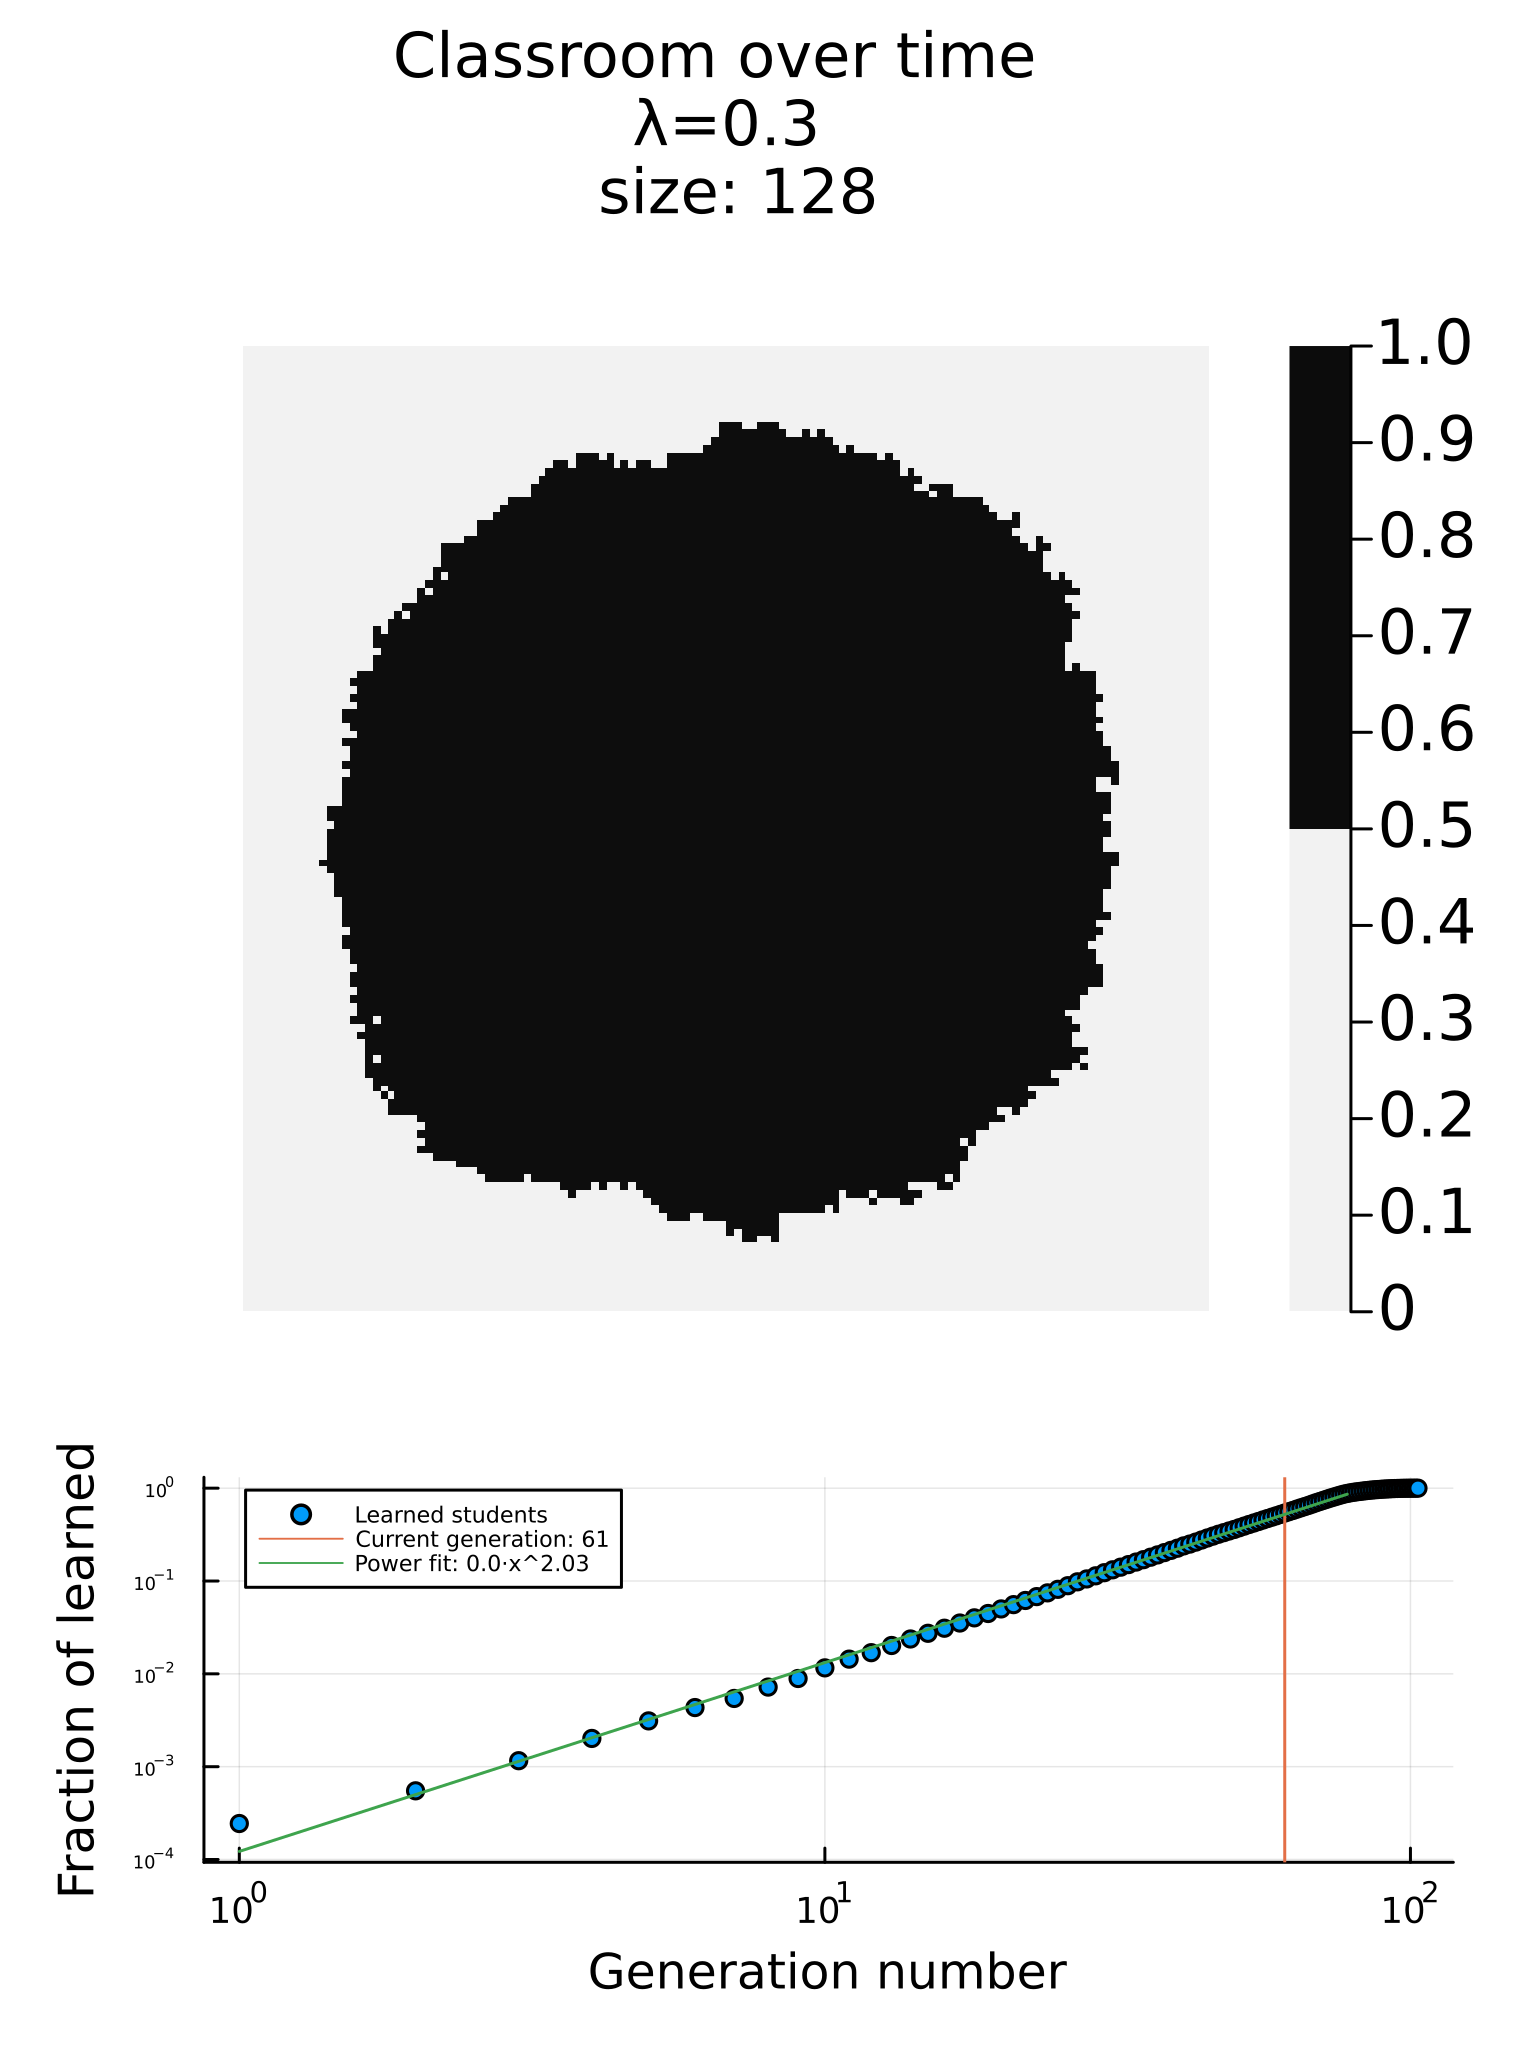 Classroom over time
λ=0.3
size: 128
1.0
0.9
0.8
0.7
0.6
0.5
0.4
0.3
0.2
0.1
0
Fraction of learned
10^0
10^−1
10^−2
10^−3
10^−4
Learned students
Current generation: 61
Power fit: 0.0·x^2.03
10^0 10^1 10^2
Generation number